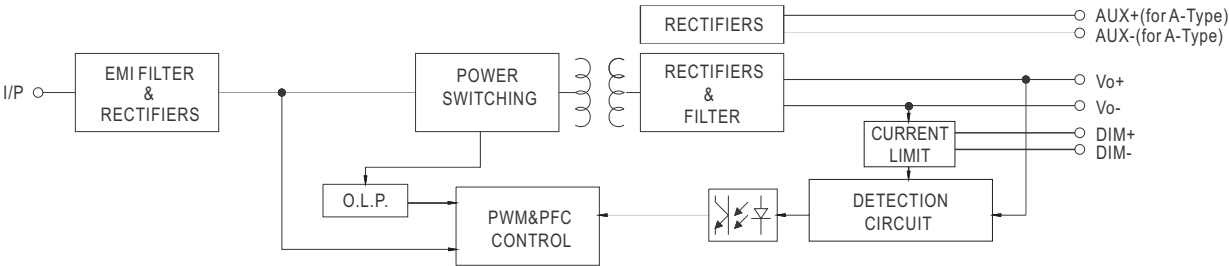 RECTIFIERS
AUX+(for A-Type)
AUX-(for A-Type)
I/P
EMI FILTER
&
RECTIFIERS
POWER
SWITCHING
RECTIFIERS
&
FILTER
Vo+
Vo-
CURRENT
LIMIT
DIM+
DIM-
O.L.P.
PWM&PFC
CONTROL
DETECTION
CIRCUIT